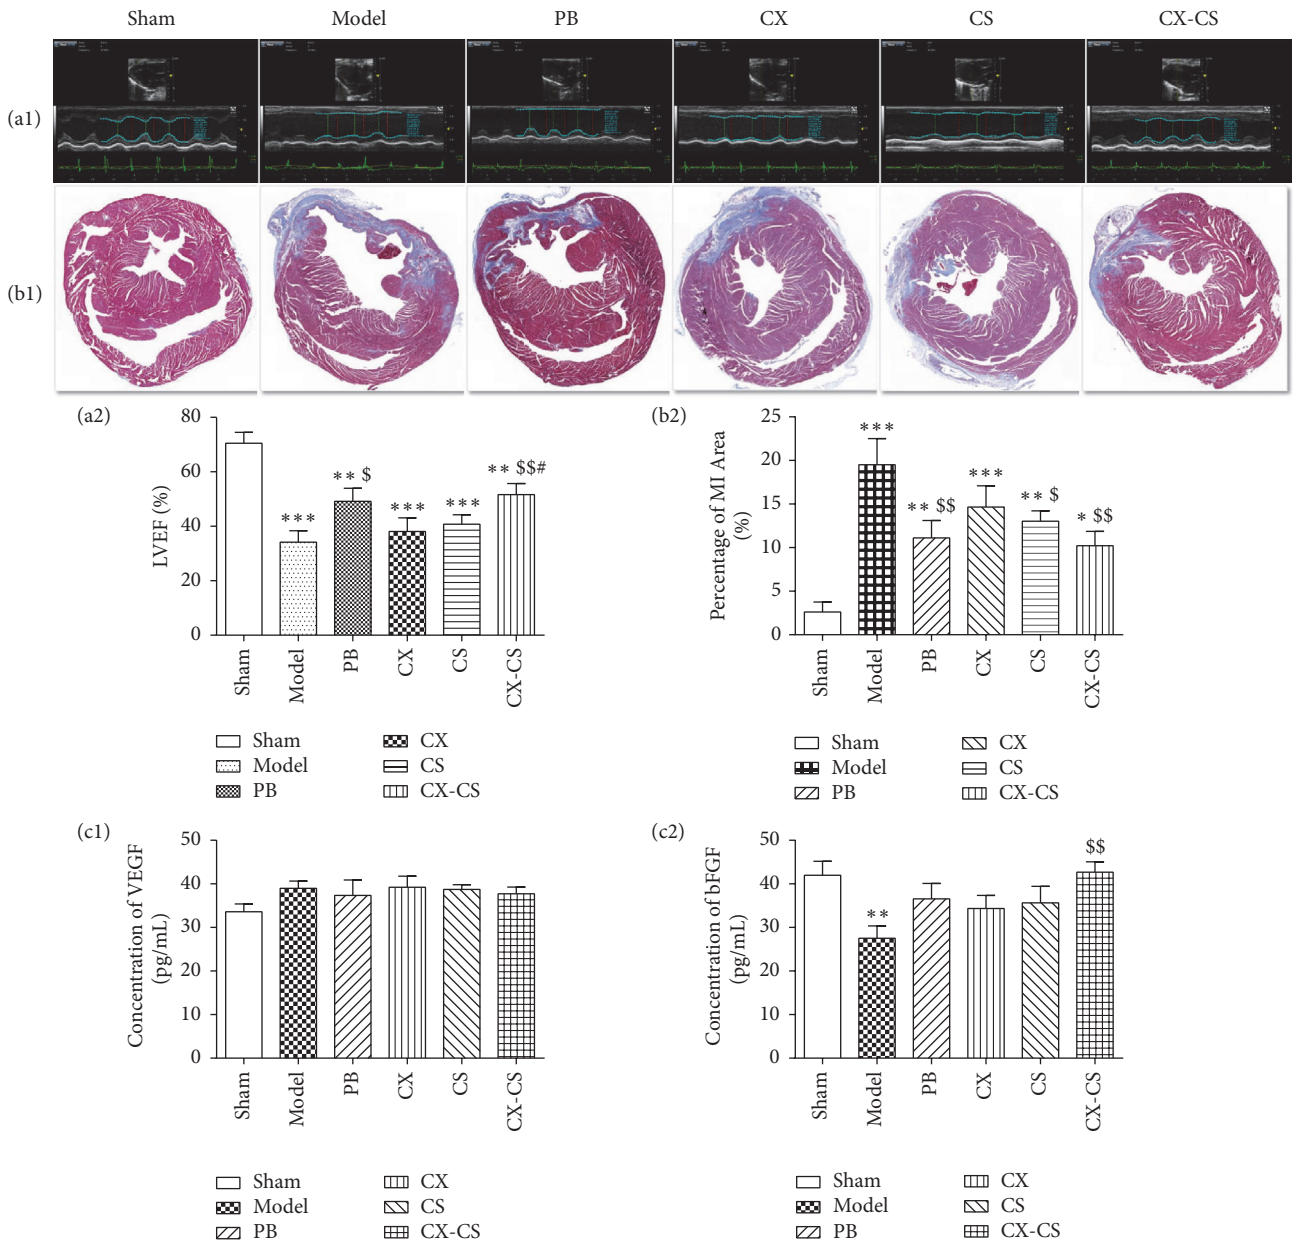 Sham Model PB CX CS CX-CS
(a1)
(b1)
(a2)
LVEF (%)
80
60
40
20
0
***
** $
***
***
** $$#
Sham Model PB CX CS CX-CS
Sham CX
Model CS
PB CX-CS
(b2)
Percentage of MI Area
(%)
25
20
15
10
5
0
***
** $$
***
** $
* $$
Sham Model PB CX CS CX-CS
Sham CX
Model CS
PB CX-CS
(c1)
Concentration of VEGF
(pg/mL)
50
40
30
20
10
0
Sham Model PB CX CS CX-CS
Sham CX
Model CS
PB CX-CS
(c2)
Concentration of bFGF
(pg/mL)
50
40
30
20
10
0
**
$$
Sham Model PB CX CS CX-CS
Sham CX
Model CS
PB CX-CS